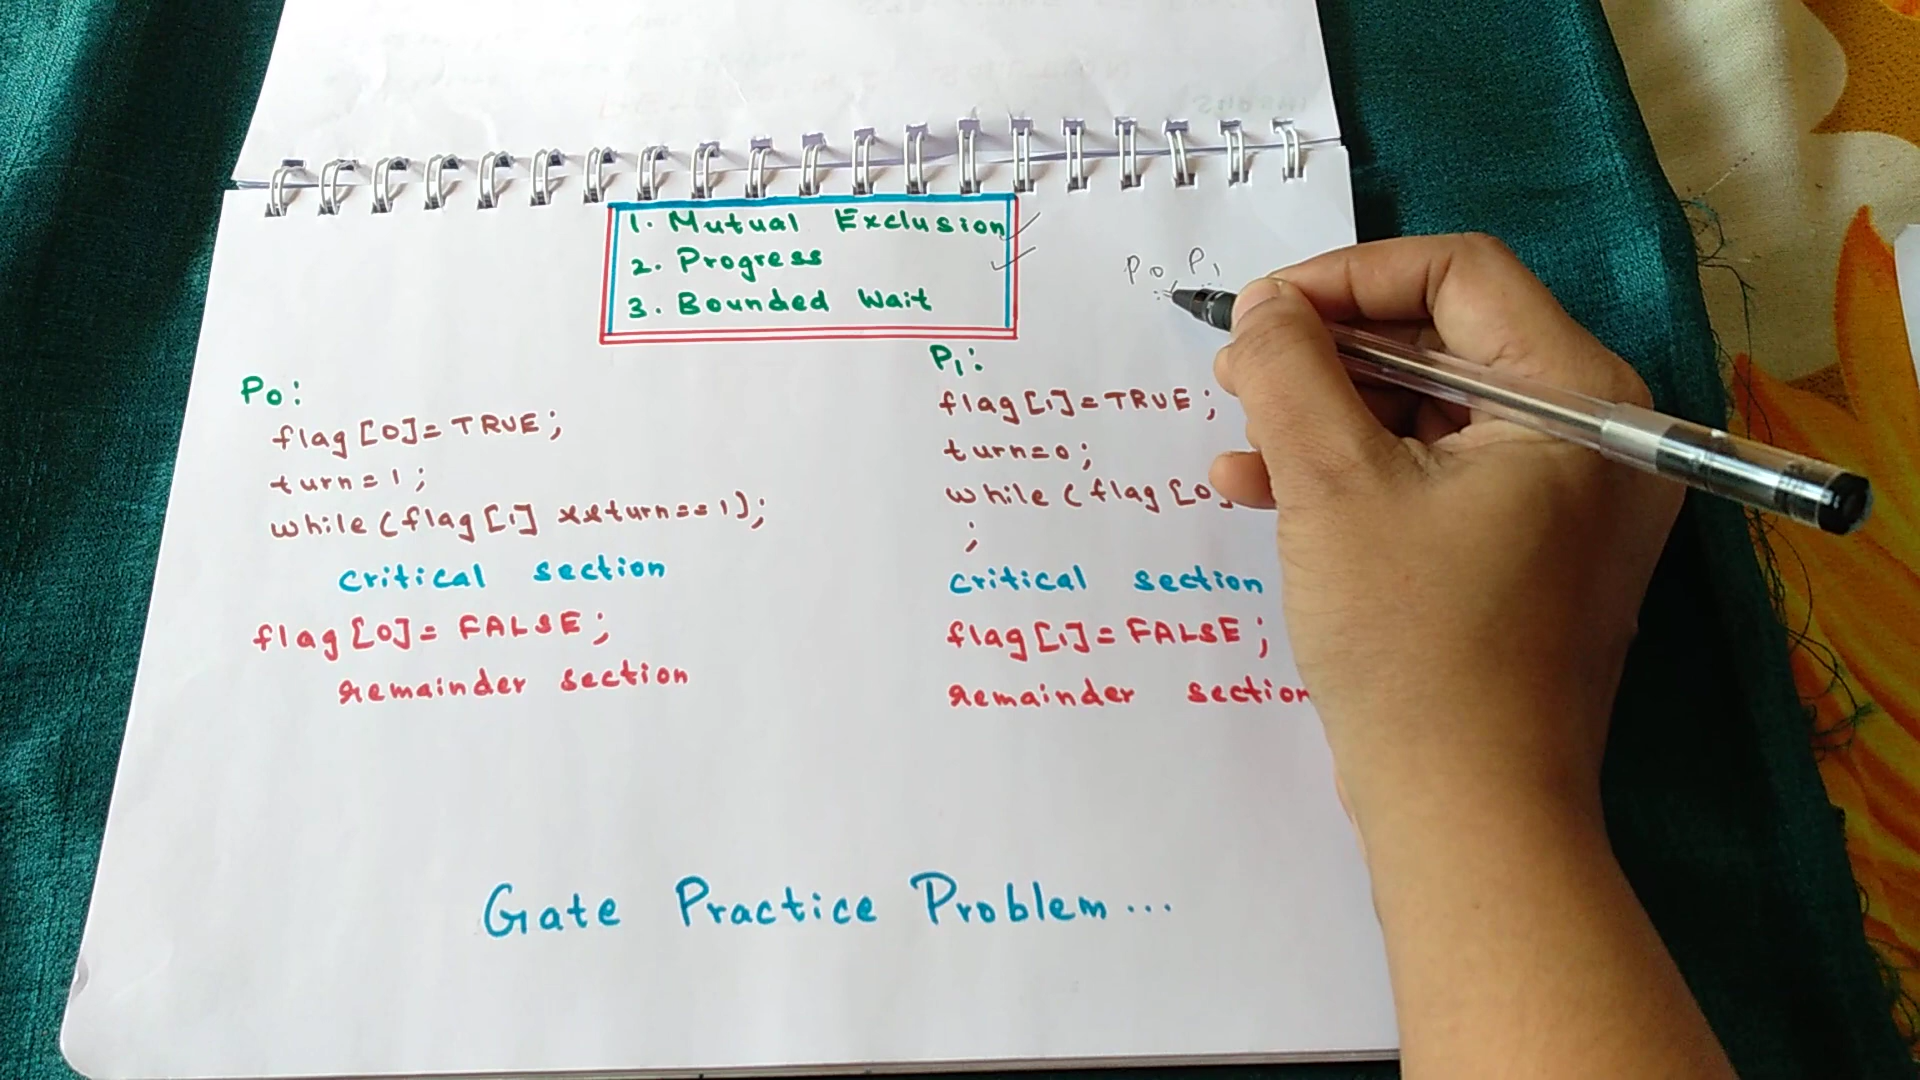 1. Mutual Exclusion
2. Progress
3. Bounded Wait
P0 P1
P0:
flag[0]=TRUE;
turn=1;
while(flag[1] &&turn==1);
critical section
flag[0]=FALSE;
remainder section
P1:
flag[1]=TRUE;
turn=0;
while(flag[0]
;
critical section
flag[1]=FALSE;
remainder section
Gate Practice Problem...